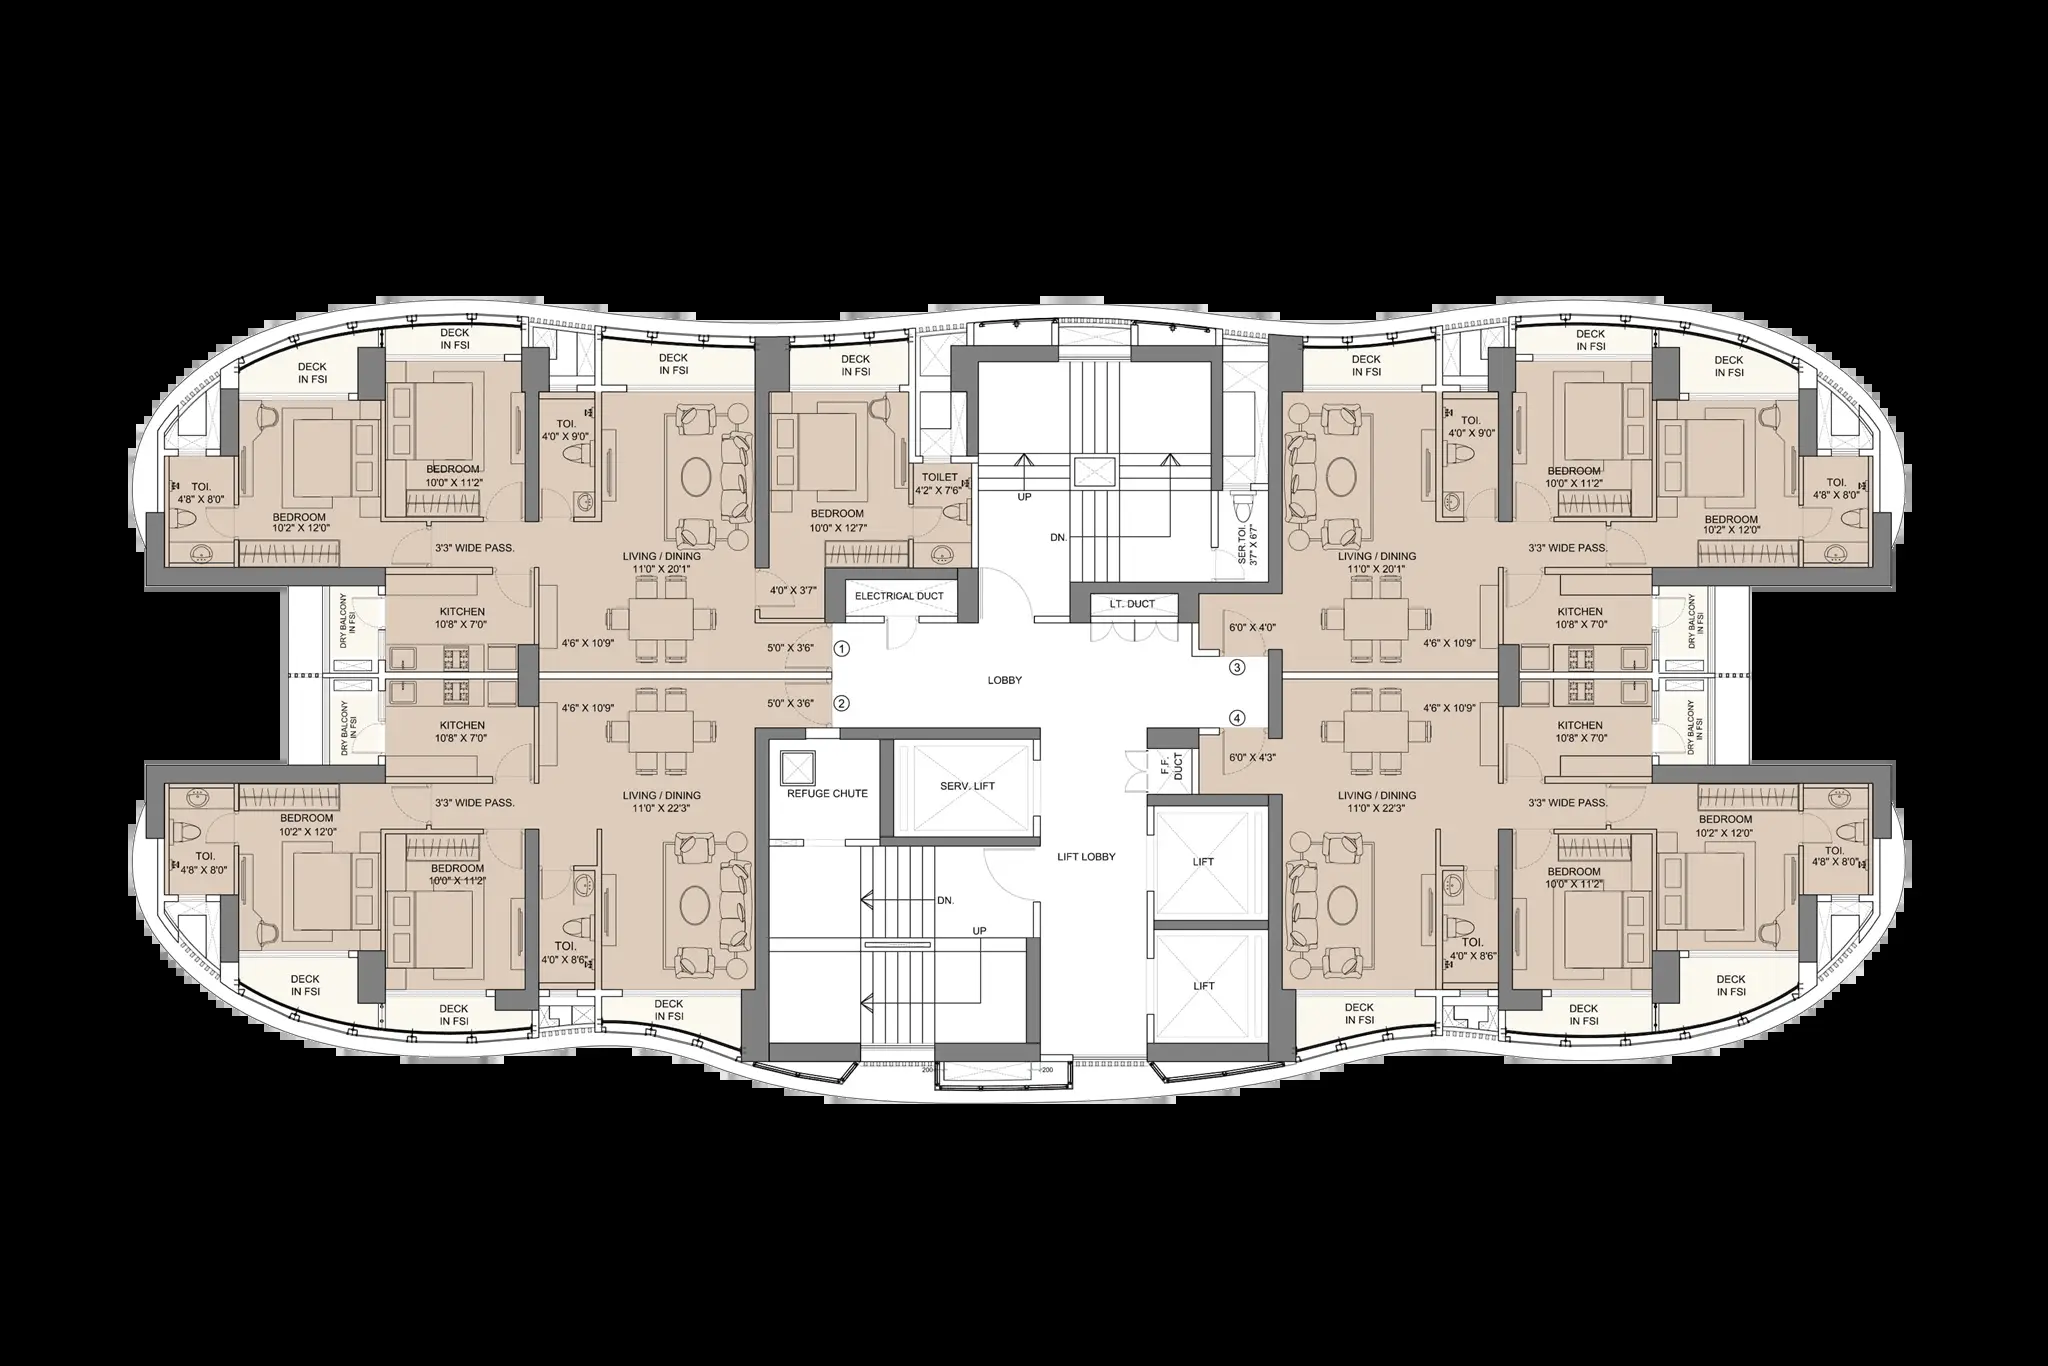 DECK
IN FSI
DECK
IN FSI
DECK
IN FSI
DECK
IN FSI
DECK
IN FSI
DECK
IN FSI
DECK
IN FSI
TOI.
4'8" X 8'0"
BEDROOM
10'2" X 12'0"
BEDROOM
10'0" X 11'2"
TOI.
4'0" X 9'0"
LIVING / DINING
11'0" X 20'1"
BEDROOM
10'0" X 12'7"
TOILET
4'2" X 7'6"
UP
DN.
SER.TOI.
3'7" X 6'7"
LIVING / DINING
11'0" X 20'1"
TOI.
4'0" X 9'0"
BEDROOM
10'0" X 11'2"
BEDROOM
10'2" X 12'0"
TOI.
4'8" X 8'0"
3'3" WIDE PASS.
3'3" WIDE PASS.
DRY BALCONY
IN FSI
KITCHEN
10'8" X 7'0"
4'6" X 10'9"
4'0" X 3'7"
5'0" X 3'6"
1
ELECTRICAL DUCT
LT. DUCT
6'0" X 4'0"
3
4'6" X 10'9"
KITCHEN
10'8" X 7'0"
DRY BALCONY
IN FSI
LOBBY
DRY BALCONY
IN FSI
KITCHEN
10'8" X 7'0"
4'6" X 10'9"
5'0" X 3'6"
2
4
6'0" X 4'3"
4'6" X 10'9"
KITCHEN
10'8" X 7'0"
DRY BALCONY
IN FSI
F.F.
DUCT
REFUGE CHUTE
SERV. LIFT
3'3" WIDE PASS.
LIVING / DINING
11'0" X 22'3"
LIVING / DINING
11'0" X 22'3"
3'3" WIDE PASS.
BEDROOM
10'2" X 12'0"
TOI.
4'8" X 8'0"
BEDROOM
10'0" X 11'2"
TOI.
4'0" X 8'6"
DN.
UP
LIFT LOBBY
LIFT
LIFT
TOI.
4'0" X 8'6"
BEDROOM
10'0" X 11'2"
BEDROOM
10'2" X 12'0"
TOI.
4'8" X 8'0"
DECK
IN FSI
DECK
IN FSI
DECK
IN FSI
DECK
IN FSI
DECK
IN FSI
DECK
IN FSI
200
200